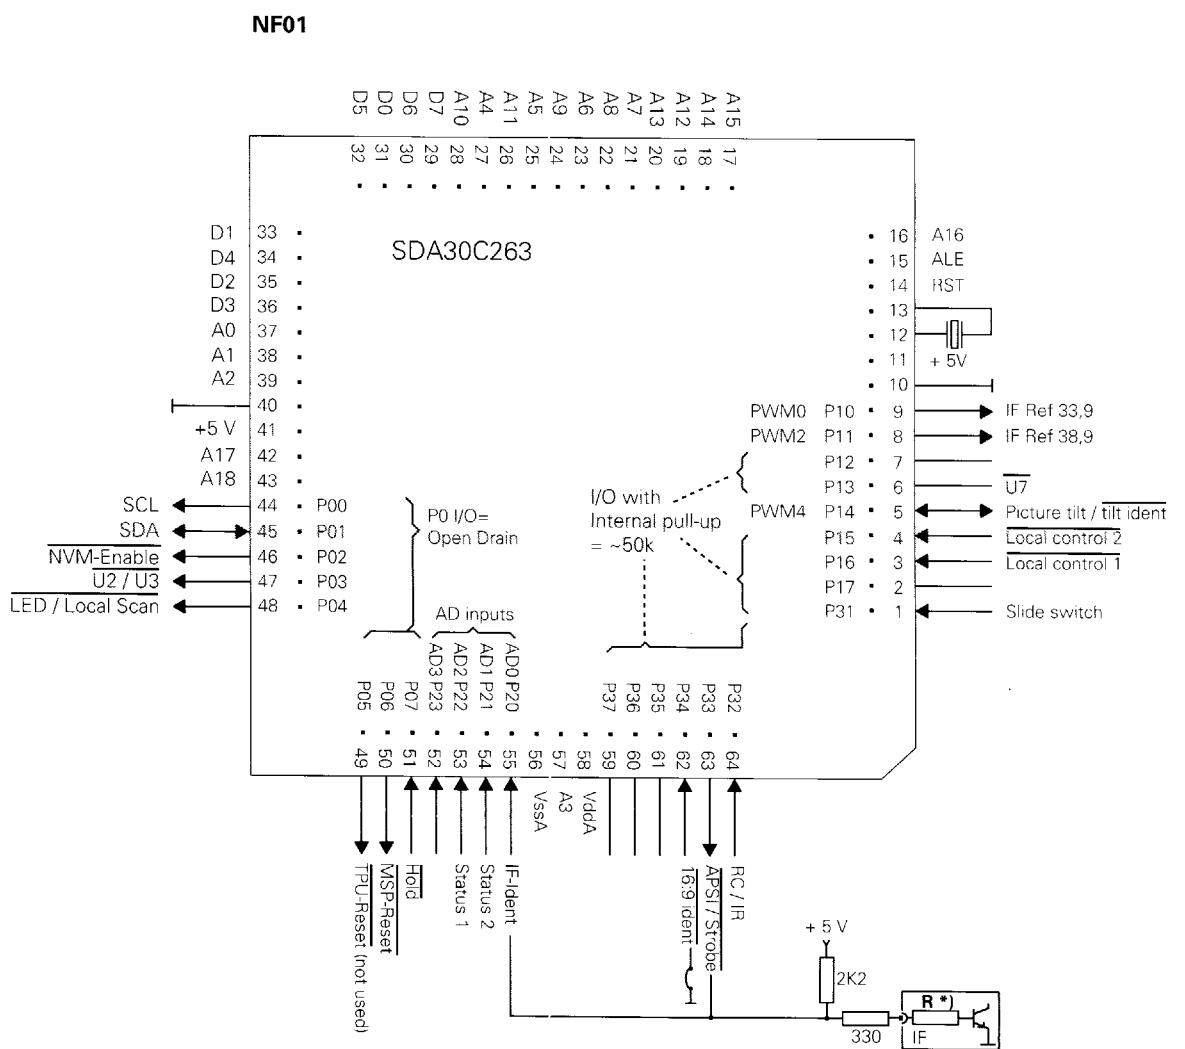 NF01
D5 D0 D6 D7 A10 A4 A11 A5 A9 A6 A8 A7 A13 A12 A14 A15
32 31 30 29 28 27 26 25 24 23 22 21 20 19 18 17
SDA30C263
D1 33
D4 34
D2 35
D3 36
A0 37
A1 38
A2 39
40
+5 V 41
A17 42
A18 43
SCL 44 P00
SDA 45 P01
NVM-Enable 46 P02
U2 / U3 47 P03
LED / Local Scan 48 P04
P0 I/O=
Open Drain
AD inputs
I/O with
Internal pull-up
= ~50k
16 A16
15 ALE
14 RST
13
12
11 + 5V
10
PWM0 P10 9 IF Ref 33,9
PWM2 P11 8 IF Ref 38,9
P12 7
P13 6 U7
PWM4 P14 5 Picture tilt / tilt ident
P15 4 Local control 2
P16 3 Local control 1
P17 2
P31 1 Slide switch
P05 P06 P07 AD3 P23 AD2 P22 AD1 P21 AD0 P20 P37 P36 P35 P34 P33 P32
49 50 51 52 53 54 55 56 57 58 59 60 61 62 63 64
VssA A3 VddA
TPU-Reset (not used)
MSP-Reset
Hold
Status 1
Status 2
IF-Ident
16:9 ident
APSI / Strobe
RC / IR
+ 5 V
2K2
330
R *)
IF